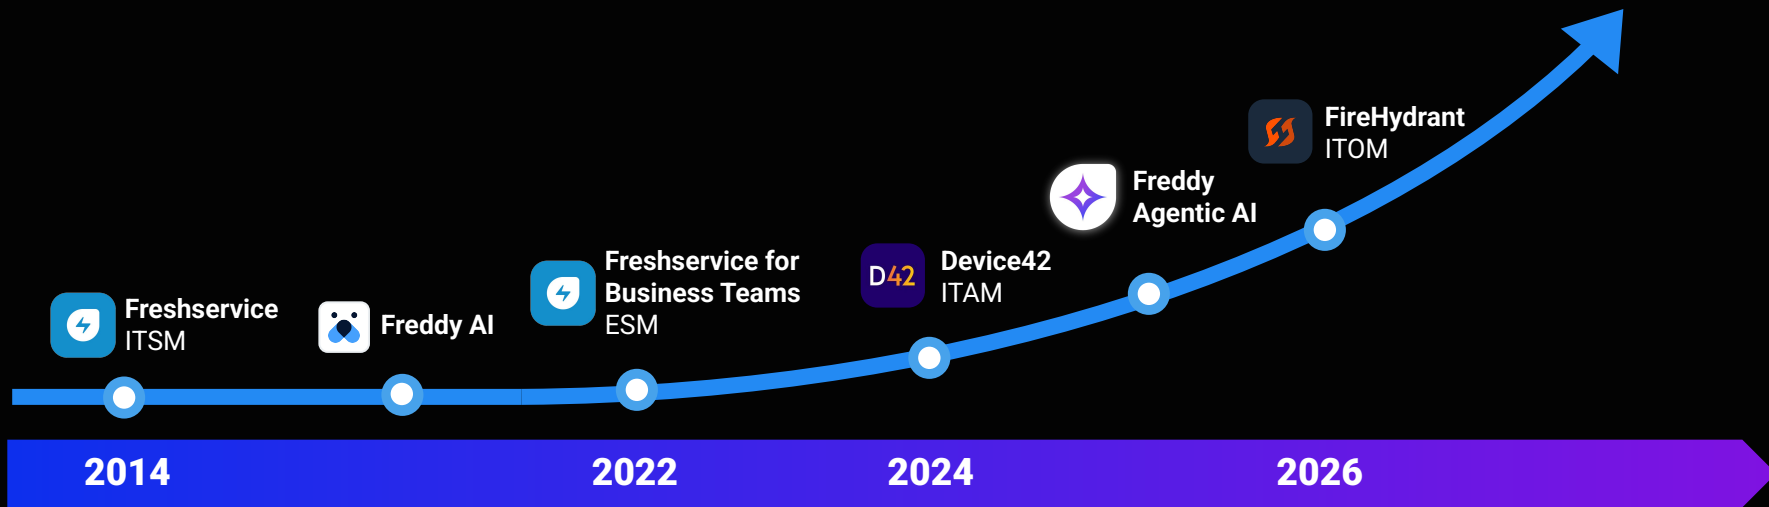 Freshservice
ITSM
Freddy AI
Freshservice for
Business Teams
ESM
D42
Device42
ITAM
Freddy
Agentic AI
FireHydrant
ITOM
2014
2022
2024
2026